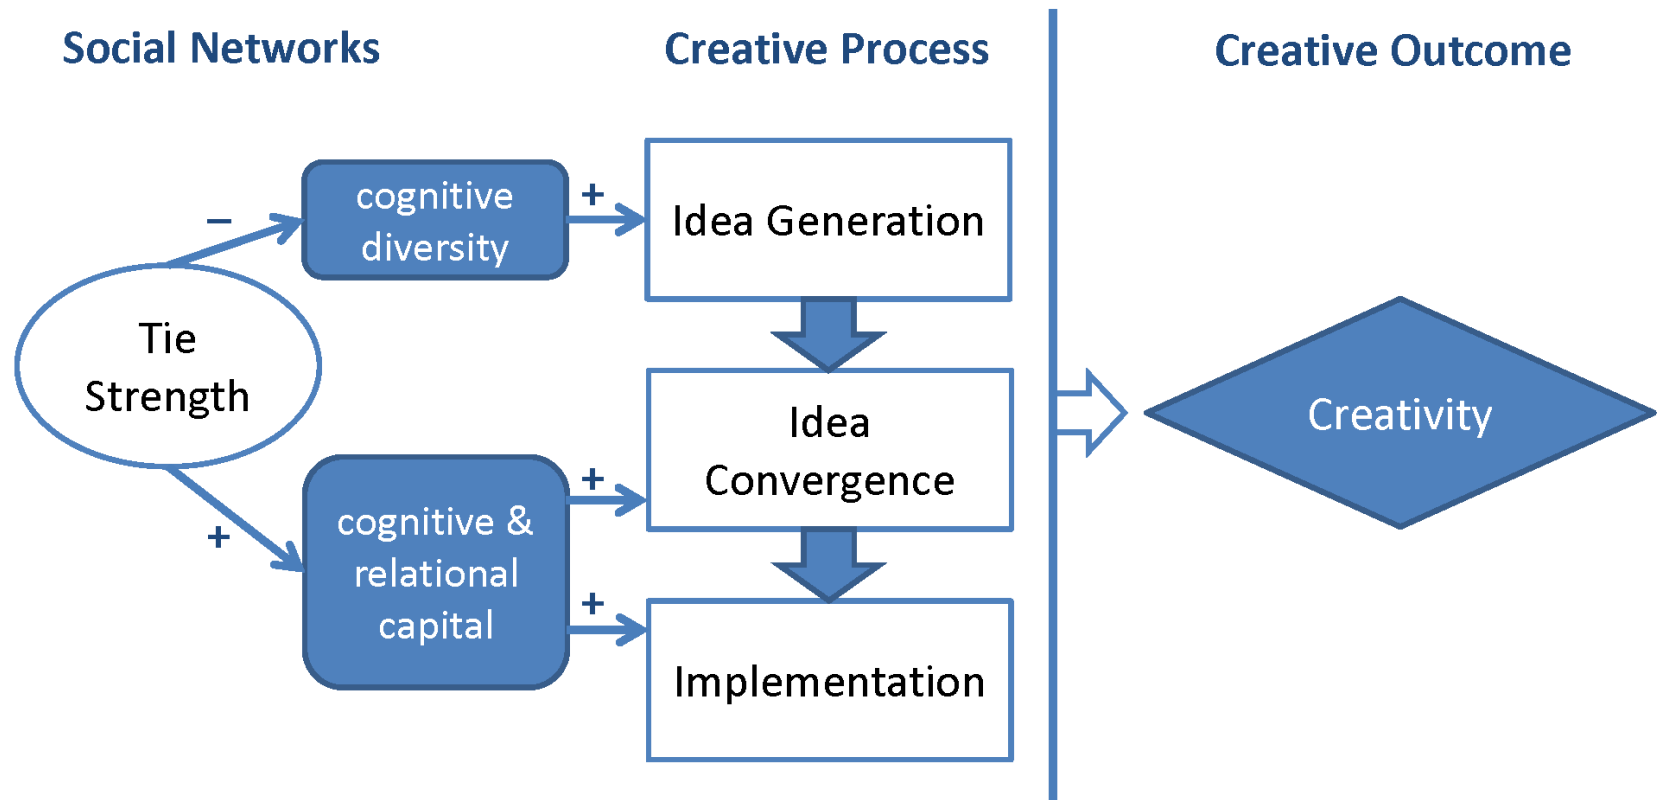 Social Networks
Creative Process
Creative Outcome
cognitive
diversity
–
+
Idea Generation
Tie
Strength
Idea
Convergence
Creativity
+
cognitive &
relational
capital
+
+
Implementation